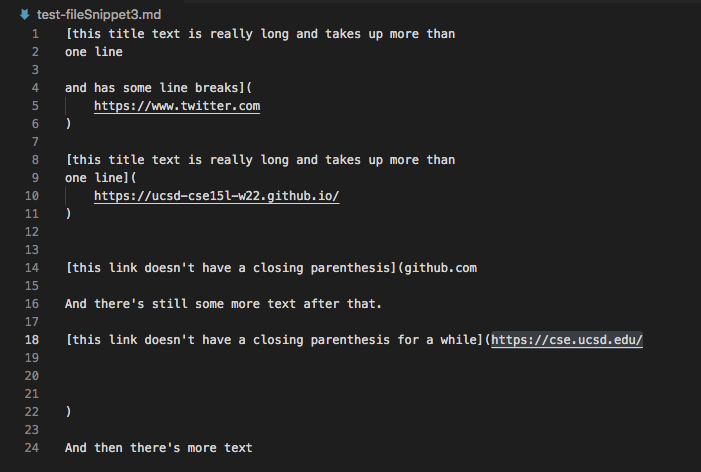 test-fileSnippet3.md
1 [this title text is really long and takes up more than
2 one line
3
4 and has some line breaks](
5 https://www.twitter.com
6 )
7
8 [this title text is really long and takes up more than
9 one line](
10 https://ucsd-cse15l-w22.github.io/
11 )
12
13
14 [this link doesn't have a closing parenthesis](github.com
15
16 And there's still some more text after that.
17
18 [this link doesn't have a closing parenthesis for a while](https://cse.ucsd.edu/
19
20
21
22 )
23
24 And then there's more text